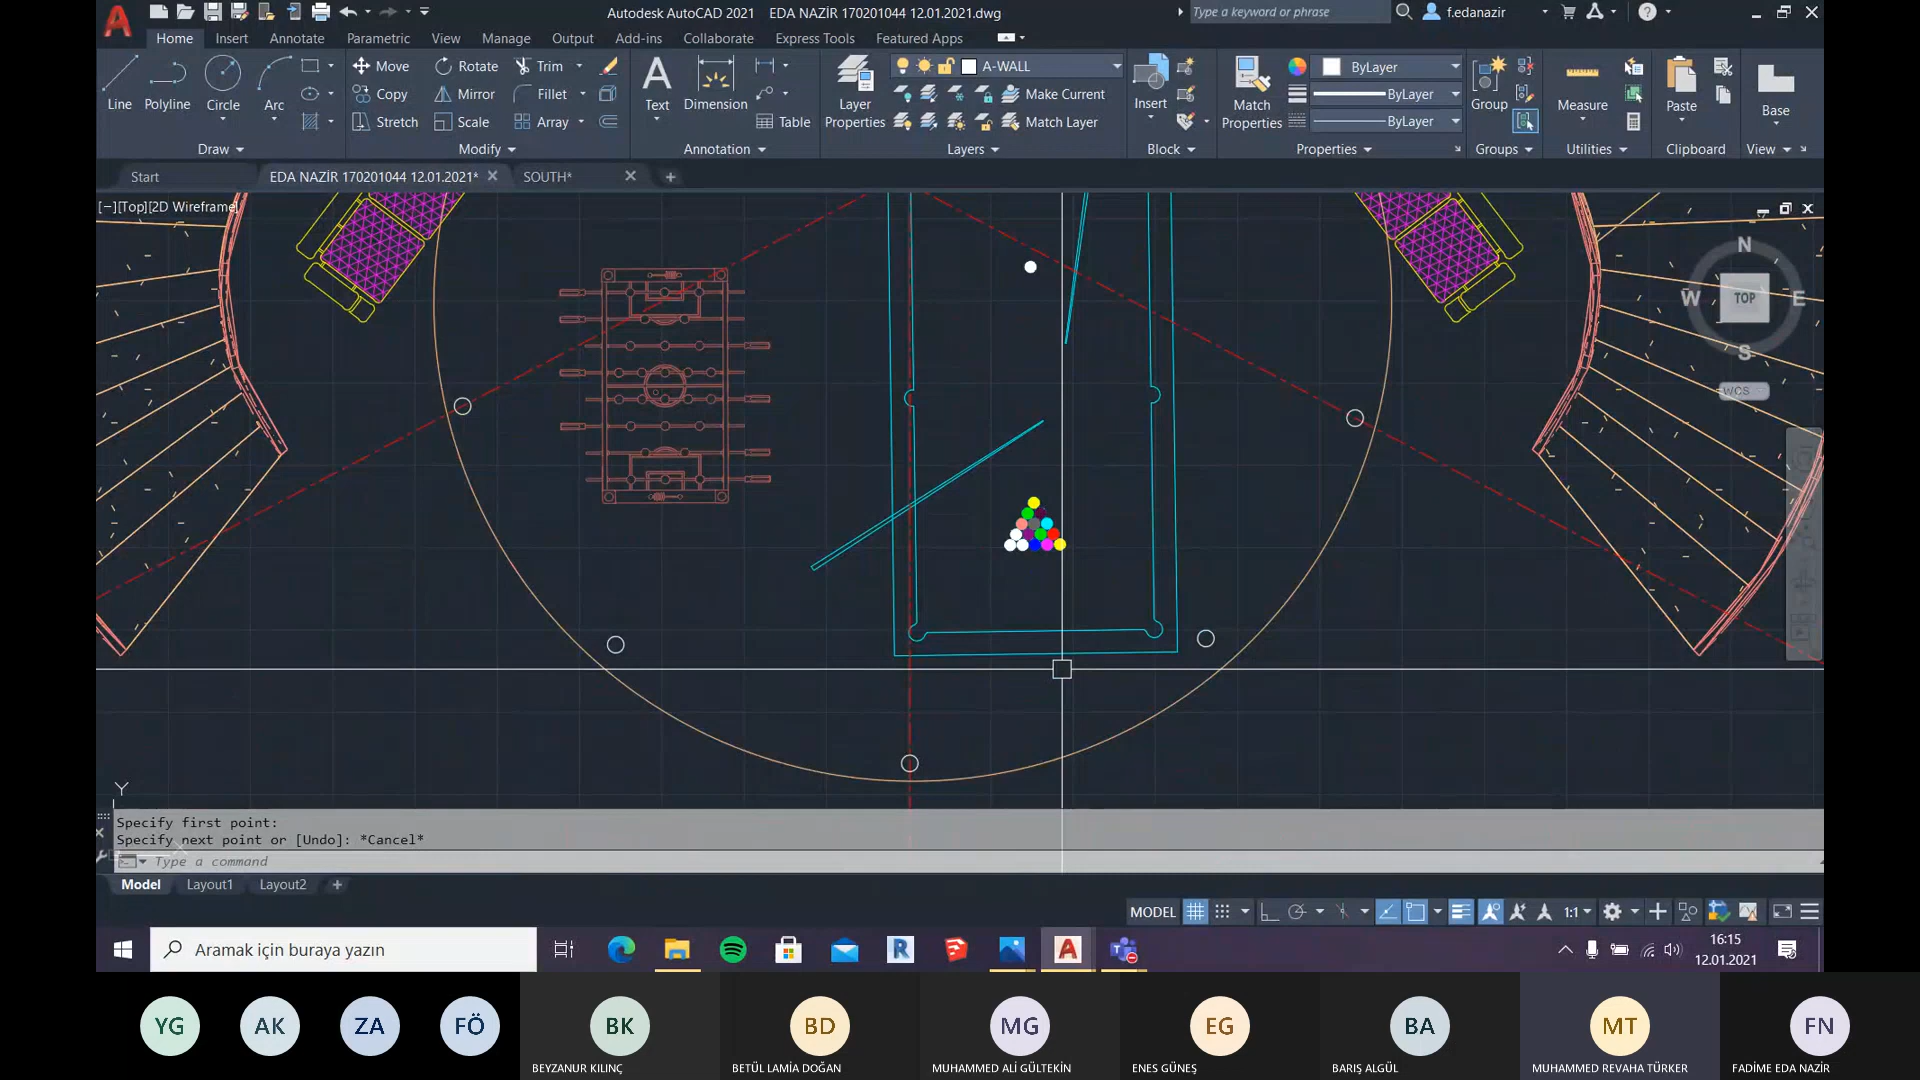 Autodesk AutoCAD 2021 EDA NAZİR 170201044 12.01.2021.dwg
Type a keyword or phrase
f.edanazir
Home Insert Annotate Parametric View Manage Output Add-ins Collaborate Express Tools Featured Apps
Line Polyline Circle Arc
Draw
Move Rotate Trim
Copy Mirror Fillet
Stretch Scale Array
Modify
Text Dimension
Table
Annotation
Layer Properties
A-WALL
Make Current
Match Layer
Layers
Insert
Block
Match Properties
ByLayer
ByLayer
ByLayer
Properties
Group
Groups
Measure
Utilities
Paste
Clipboard
Base
View
Start EDA NAZİR 170201044 12.01.2021* SOUTH*
[−][Top][2D Wireframe]
N
W TOP E
S
WCS
Y
Specify first point:
Specify next point or [Undo]: *Cancel*
Type a command
Model Layout1 Layout2
MODEL 1:1
Aramak için buraya yazın
16:15
12.01.2021
YG AK ZA FÖ BK BD MG EG BA MT FN
BEYZANUR KILINÇ BETÜL LAMİA DOĞAN MUHAMMED ALİ GÜLTEKİN ENES GÜNEŞ BARIŞ ALGÜL MUHAMMED REVAHA TÜRKER FADİME EDA NAZİR